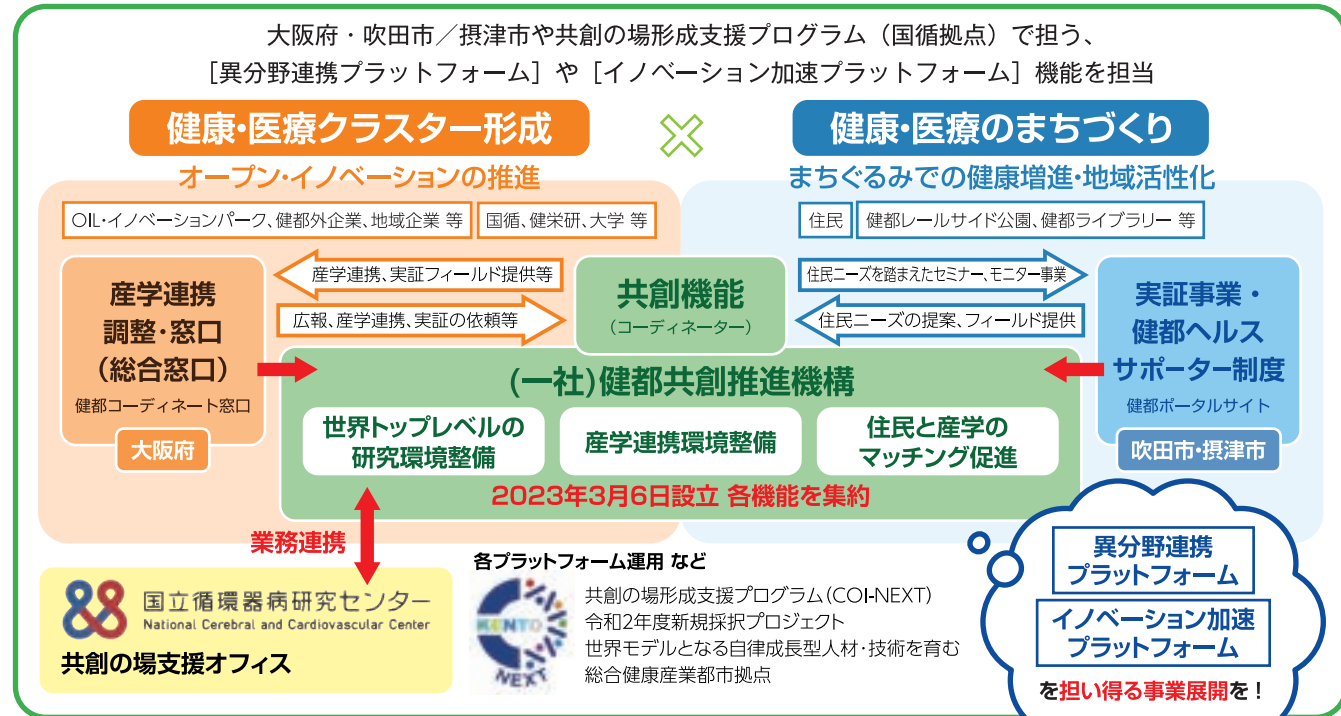 大阪府・吹田市／摂津市や共創の場形成支援プログラム（国循拠点）で担う、
［異分野連携プラットフォーム］や［イノベーション加速プラットフォーム］機能を担当
健康・医療クラスター形成
健康・医療のまちづくり
オープン・イノベーションの推進
まちぐるみでの健康増進・地域活性化
OIL・イノベーションパーク、健都外企業、地域企業 等
国循、健栄研、大学 等
住民
健都レールサイド公園、健都ライブラリー 等
産学連携
調整・窓口
（総合窓口）
健都コーディネート窓口
大阪府
産学連携、実証フィールド提供等
広報、産学連携、実証の依頼等
共創機能
（コーディネーター）
住民ニーズを踏まえたセミナー、モニター事業
住民ニーズの提案、フィールド提供
実証事業・
健都ヘルス
サポーター制度
健都ポータルサイト
吹田市・摂津市
(一社)健都共創推進機構
世界トップレベルの
研究環境整備
産学連携環境整備
住民と産学の
マッチング促進
2023年3月6日設立 各機能を集約
業務連携
国立循環器病研究センター
National Cerebral and Cardiovascular Center
共創の場支援オフィス
各プラットフォーム運用 など
KENTO
NEXT
共創の場形成支援プログラム（COI-NEXT）
令和2年度新規採択プロジェクト
世界モデルとなる自律成長型人材・技術を育む
総合健康産業都市拠点
異分野連携
プラットフォーム
イノベーション加速
プラットフォーム
を担い得る事業展開を！